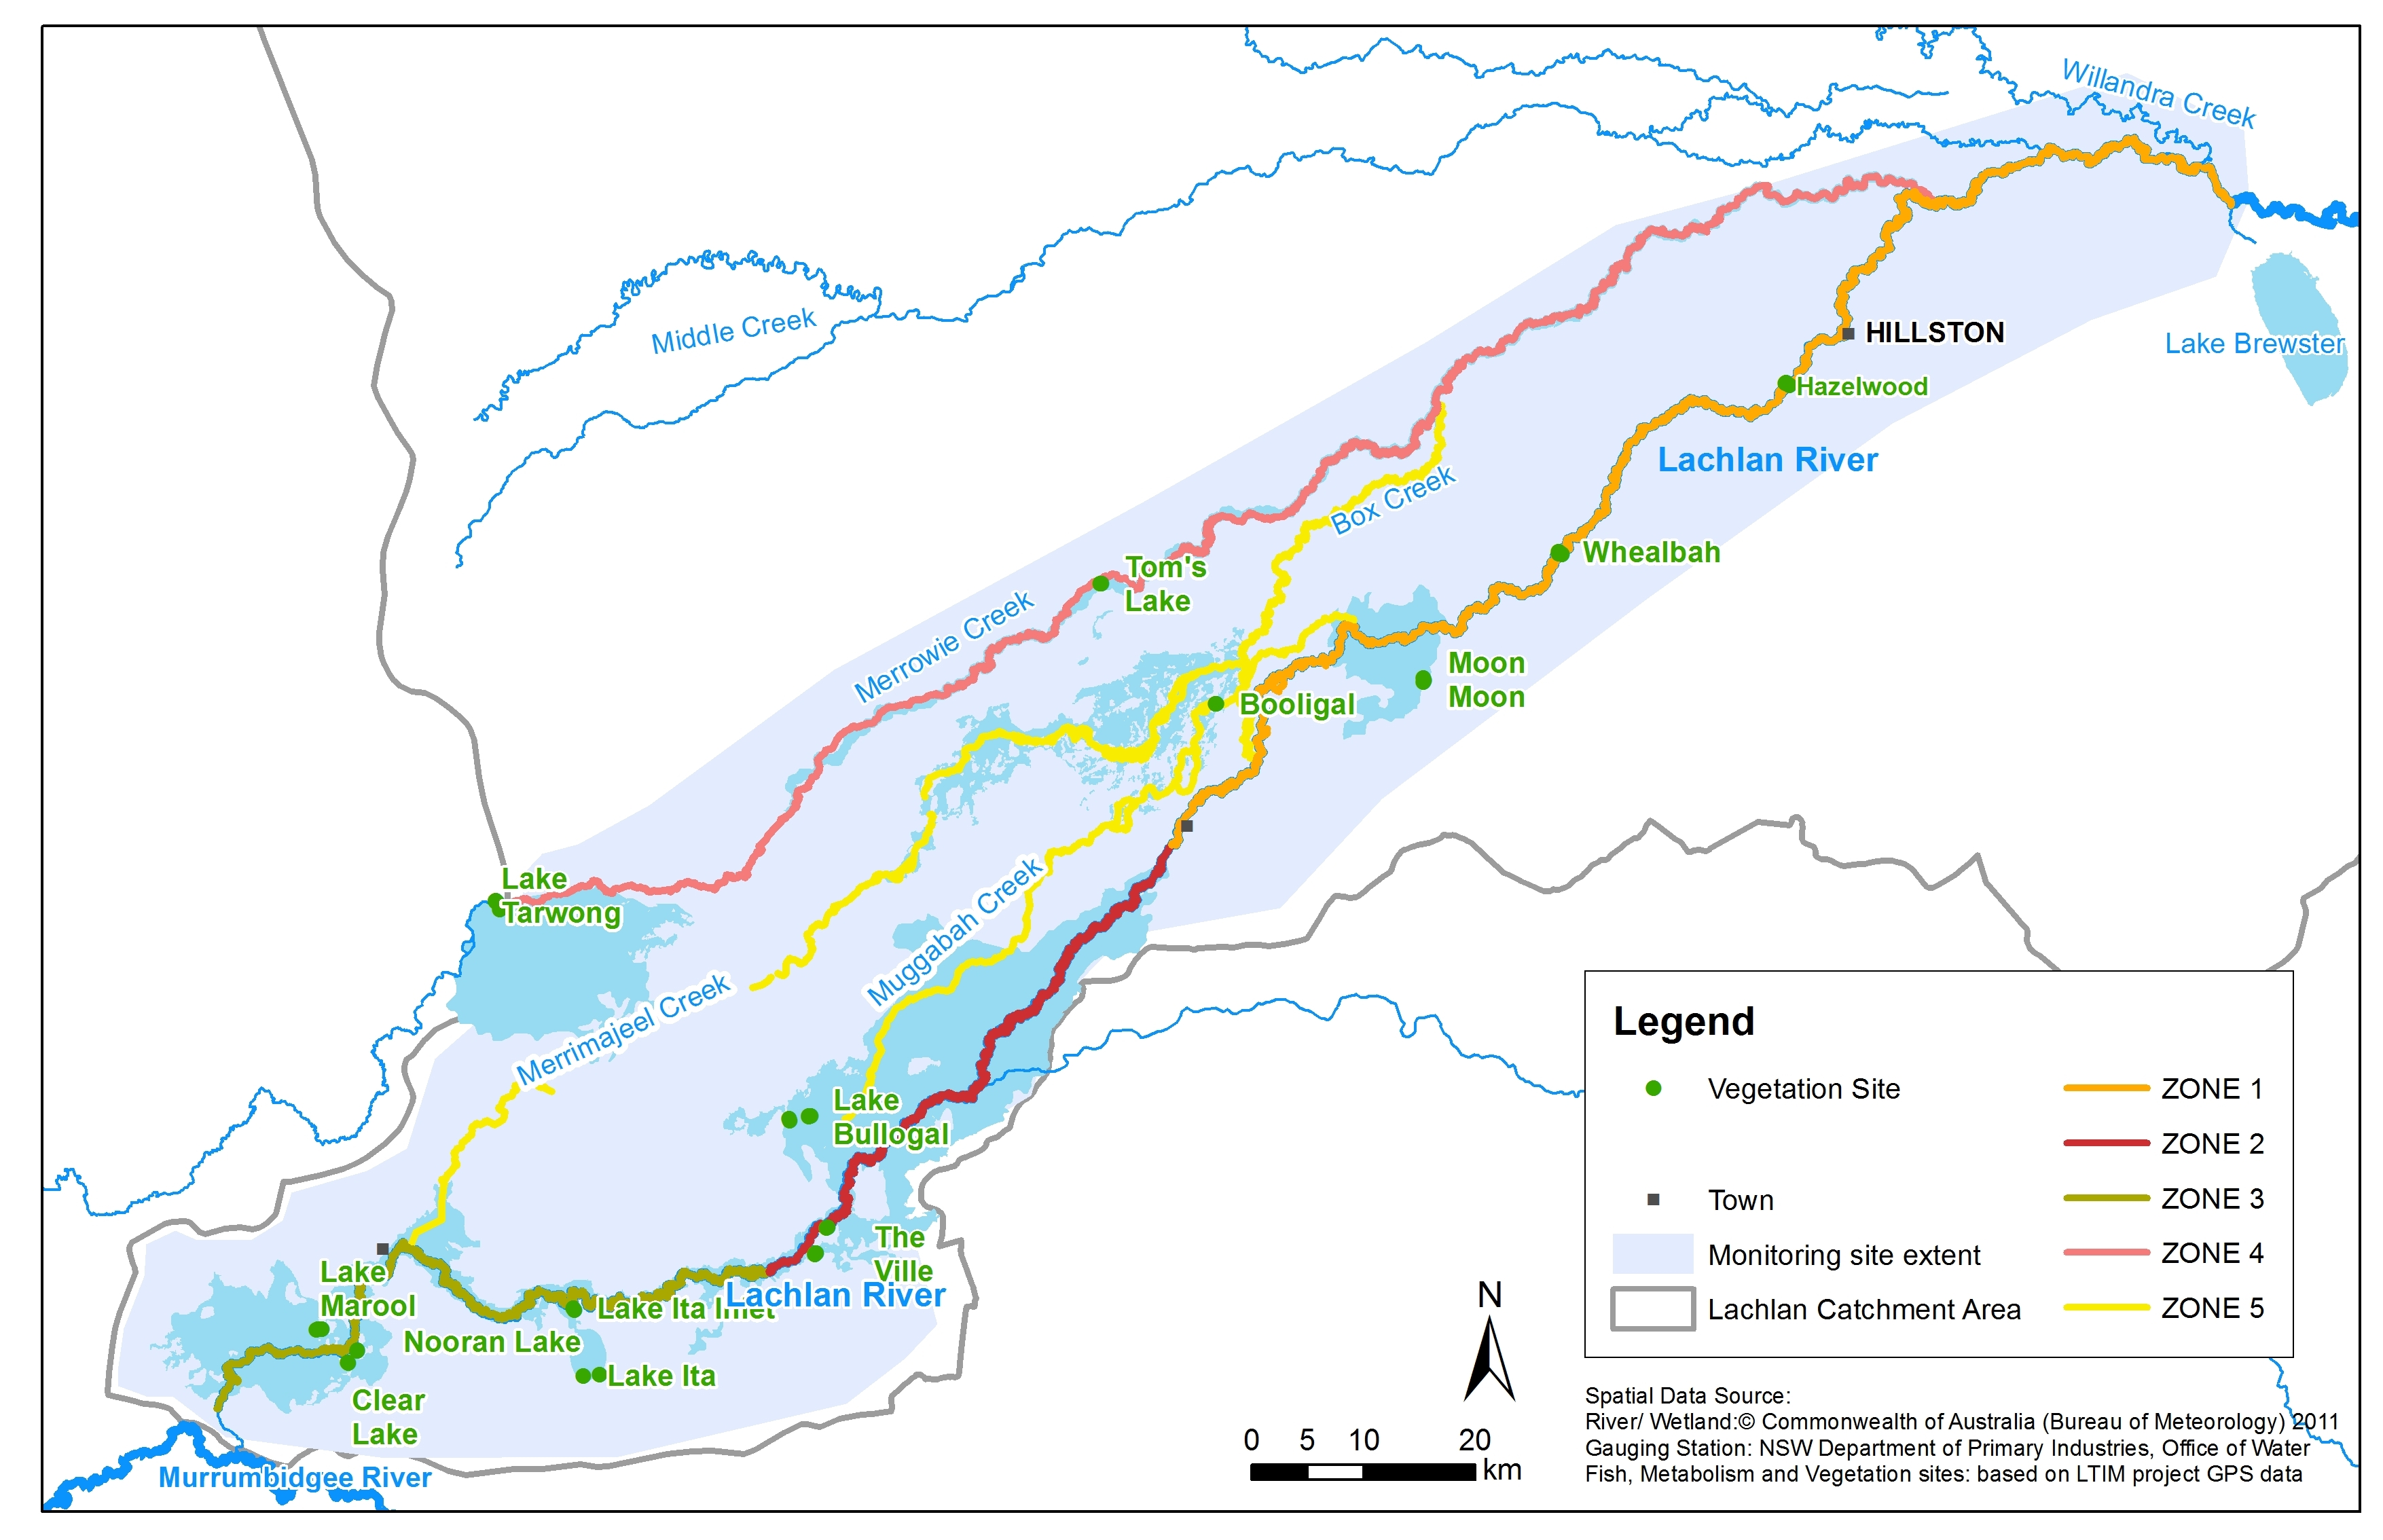 Willandra Creek
Middle Creek
HILLSTON
Lake Brewster
Hazelwood
Lachlan River
Box Creek
Whealbah
Tom's
Lake
Merrowie Creek
Moon
Moon
Booligal
Lake
Tarwong
Muggabah Creek
Merrimajeel Creek
Lake
Bullogal
The
Ville
Lachlan River
Lake
Marool
Lake Ita Inlet
Nooran Lake
Lake Ita
Clear
Lake
Murrumbidgee River
Legend
Vegetation Site
Town
Monitoring site extent
Lachlan Catchment Area
ZONE 1
ZONE 2
ZONE 3
ZONE 4
ZONE 5
N
0 5 10 20
km
Spatial Data Source:
River/ Wetland:© Commonwealth of Australia (Bureau of Meteorology) 2011
Gauging Station: NSW Department of Primary Industries, Office of Water
Fish, Metabolism and Vegetation sites: based on LTIM project GPS data